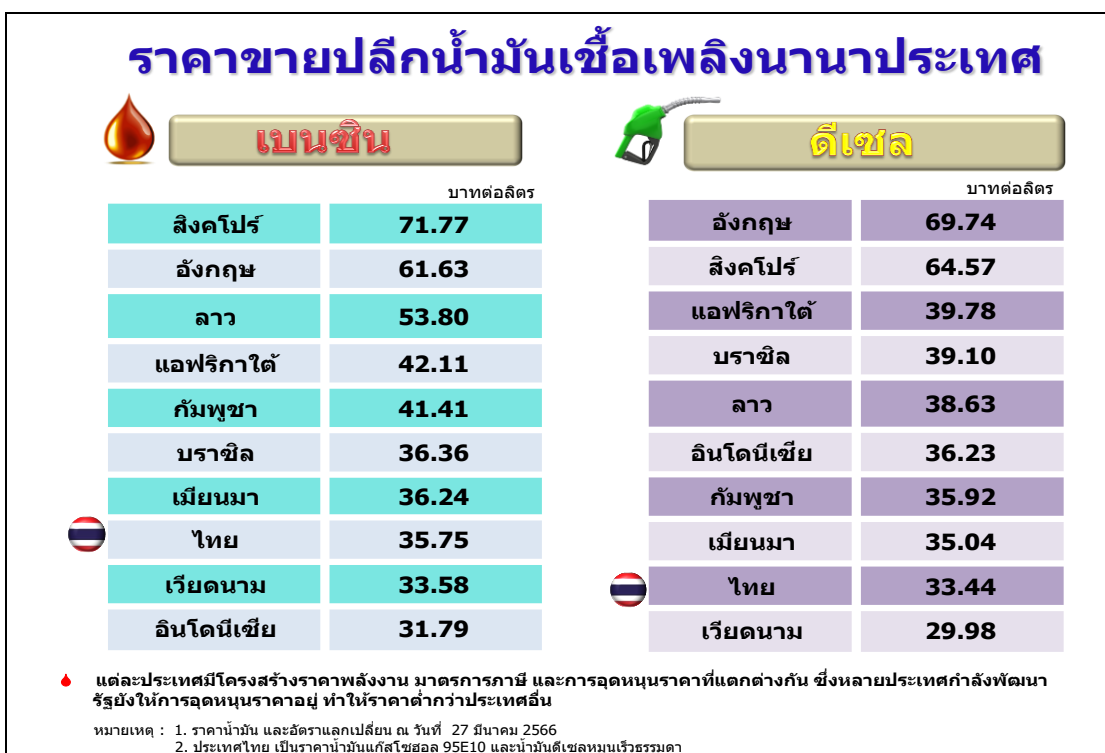 ราคาขายปลีกน้ำมันเชื้อเพลิงนานาประเทศ
เบนซิน
บาทต่อลิตร
สิงคโปร์ 71.77
อังกฤษ 61.63
ลาว 53.80
แอฟริกาใต้ 42.11
กัมพูชา 41.41
บราซิล 36.36
เมียนมา 36.24
ไทย 35.75
เวียดนาม 33.58
อินโดนีเซีย 31.79
ดีเซล
บาทต่อลิตร
อังกฤษ 69.74
สิงคโปร์ 64.57
แอฟริกาใต้ 39.78
บราซิล 39.10
ลาว 38.63
อินโดนีเซีย 36.23
กัมพูชา 35.92
เมียนมา 35.04
ไทย 33.44
เวียดนาม 29.98
แต่ละประเทศมีโครงสร้างราคาพลังงาน มาตรการภาษี และการอุดหนุนราคาที่แตกต่างกัน ซึ่งหลายประเทศกำลังพัฒนา
รัฐยังให้การอุดหนุนราคาอยู่ ทำให้ราคาต่ำกว่าประเทศอื่น
หมายเหตุ : 1. ราคาน้ำมัน และอัตราแลกเปลี่ยน ณ วันที่ 27 มีนาคม 2566
2. ประเทศไทย เป็นราคาน้ำมันแก๊สโซฮอล 95E10 และน้ำมันดีเซลหมุนเร็วธรรมดา